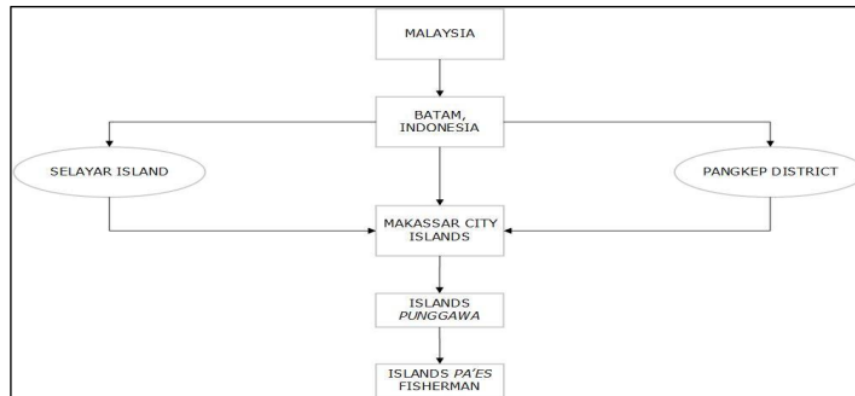 MALAYSIA
BATAM,
INDONESIA
SELAYAR ISLAND
PANGKEP DISTRICT
MAKASSAR CITY
ISLANDS
ISLANDS
PUNGGAWA
ISLANDS PA'ES
FISHERMAN